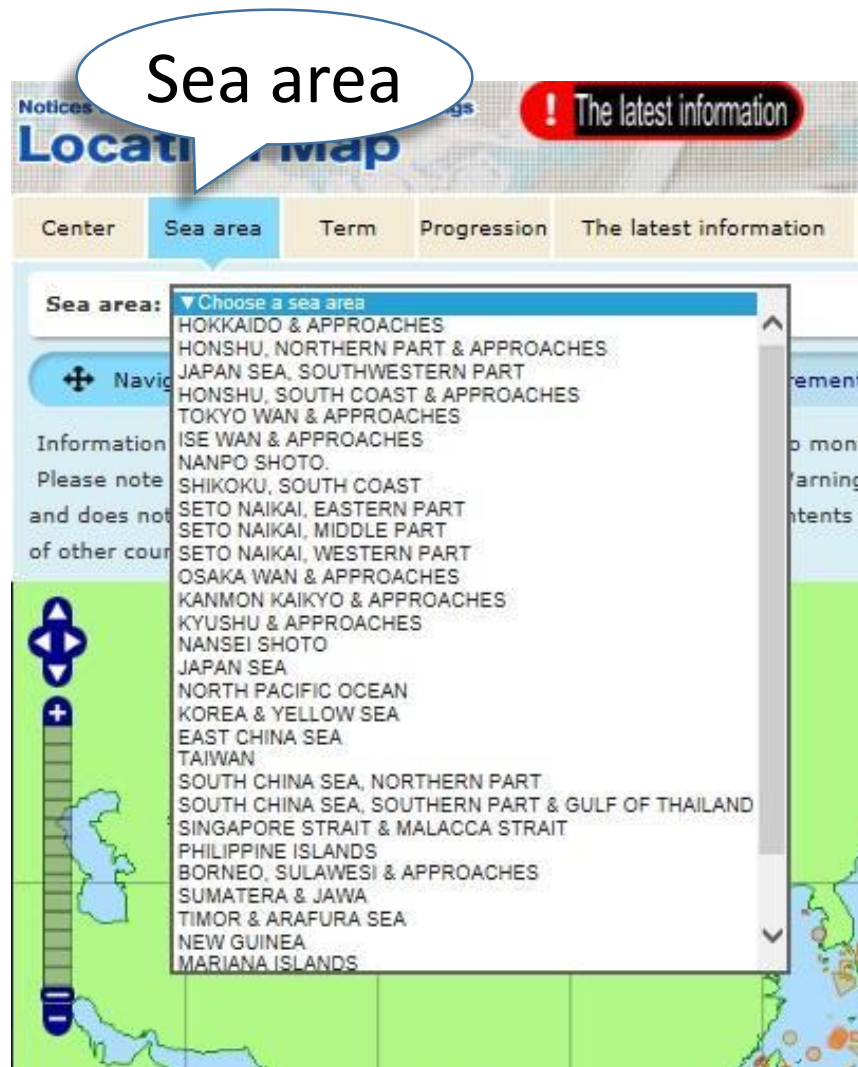 Sea area
Notices
gs
! The latest information
Location Map
Center Sea area Term Progression The latest information
Sea area: ▼Choose a sea area
HOKKAIDO & APPROACHES
HONSHU, NORTHERN PART & APPROACHES
JAPAN SEA, SOUTHWESTERN PART
HONSHU, SOUTH COAST & APPROACHES
TOKYO WAN & APPROACHES
ISE WAN & APPROACHES
NANPO SHOTO.
SHIKOKU, SOUTH COAST
SETO NAIKAI, EASTERN PART
SETO NAIKAI, MIDDLE PART
SETO NAIKAI, WESTERN PART
OSAKA WAN & APPROACHES
KANMON KAIKYO & APPROACHES
KYUSHU & APPROACHES
NANSEI SHOTO
JAPAN SEA
NORTH PACIFIC OCEAN
KOREA & YELLOW SEA
EAST CHINA SEA
TAIWAN
SOUTH CHINA SEA, NORTHERN PART
SOUTH CHINA SEA, SOUTHERN PART & GULF OF THAILAND
SINGAPORE STRAIT & MALACCA STRAIT
PHILIPPINE ISLANDS
BORNEO, SULAWESI & APPROACHES
SUMATERA & JAWA
TIMOR & ARAFURA SEA
NEW GUINEA
MARIANA ISLANDS
Navig
rement
Information
o mon
Please note
Warning
and does not
ntents
of other cour